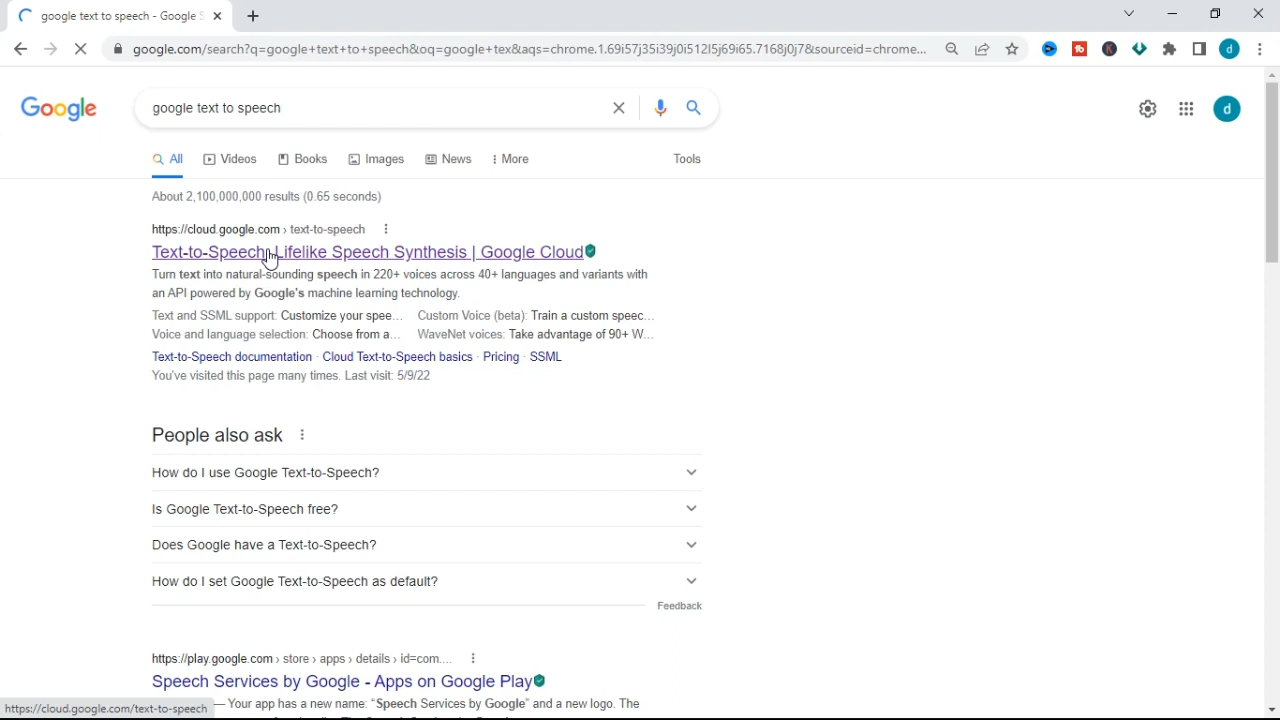 google text to speech - Google S
google.com/search?q=google+text+to+speech&oq=google+tex&aqs=chrome.1.69i57j35i39j0i512l5j69i65.7168j0j7&sourceid=chrome...
d
Google
google text to speech
d
All
Videos
Books
Images
News
More
Tools
About 2,100,000,000 results (0.65 seconds)
https://cloud.google.com › text-to-speech
Text-to-Speech: Lifelike Speech Synthesis | Google Cloud
Turn text into natural-sounding speech in 220+ voices across 40+ languages and variants with
an API powered by Google's machine learning technology.
Text and SSML support: Customize your spee... Custom Voice (beta): Train a custom speec...
Voice and language selection: Choose from a... WaveNet voices: Take advantage of 90+ W...
Text-to-Speech documentation · Cloud Text-to-Speech basics · Pricing · SSML
You've visited this page many times. Last visit: 5/9/22
People also ask
How do I use Google Text-to-Speech?
Is Google Text-to-Speech free?
Does Google have a Text-to-Speech?
How do I set Google Text-to-Speech as default?
Feedback
https://play.google.com › store › apps › details › id=com....
Speech Services by Google - Apps on Google Play
— Your app has a new name: “Speech Services by Google” and a new logo. The
https://cloud.google.com/text-to-speech